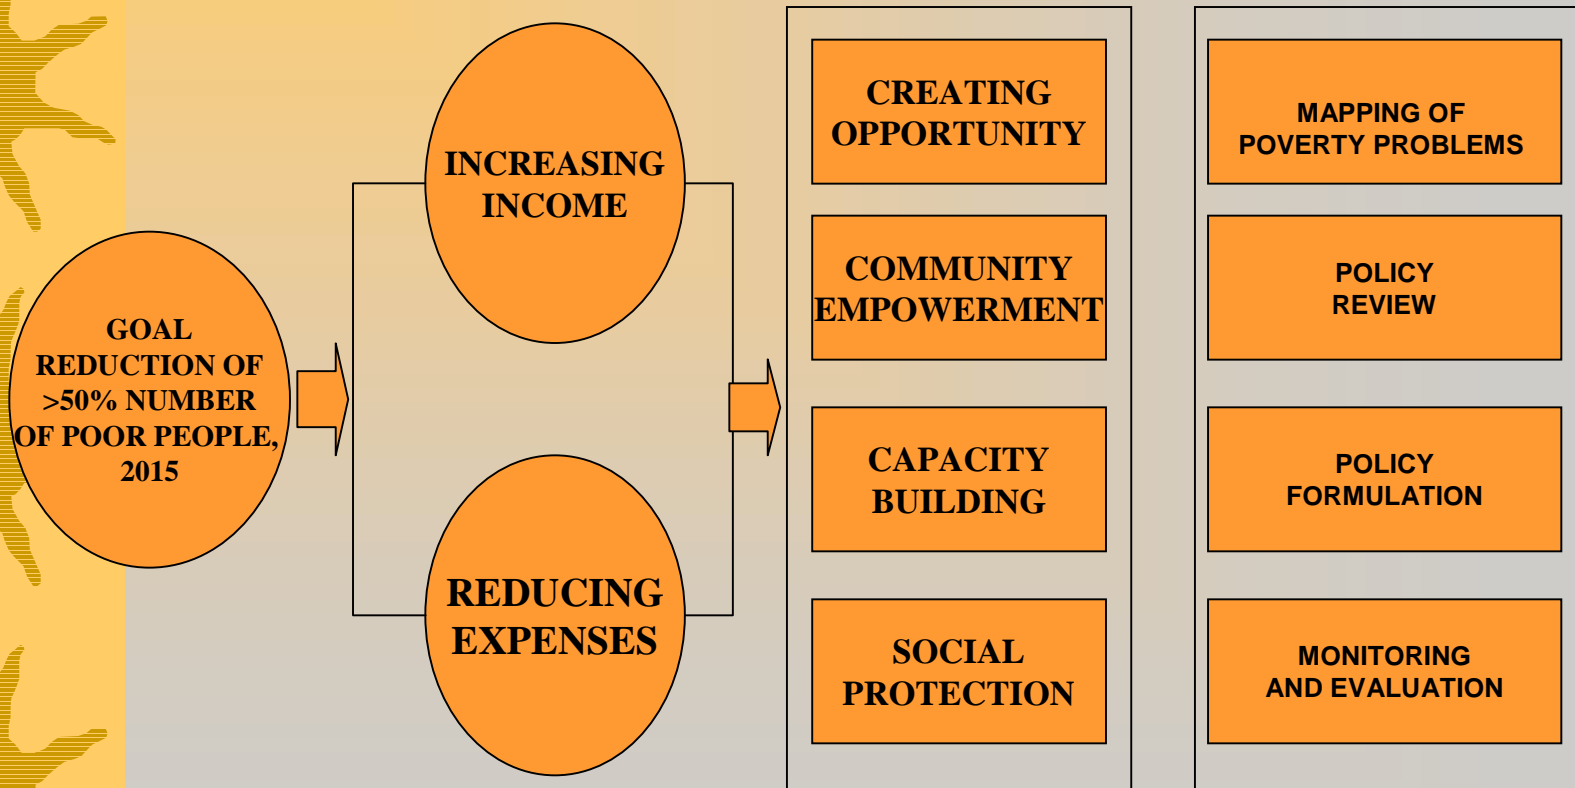 GOAL
REDUCTION OF
>50% NUMBER
OF POOR PEOPLE,
2015
INCREASING
INCOME
REDUCING
EXPENSES
CREATING
OPPORTUNITY
COMMUNITY
EMPOWERMENT
CAPACITY
BUILDING
SOCIAL
PROTECTION
MAPPING OF
POVERTY PROBLEMS
POLICY
REVIEW
POLICY
FORMULATION
MONITORING
AND EVALUATION